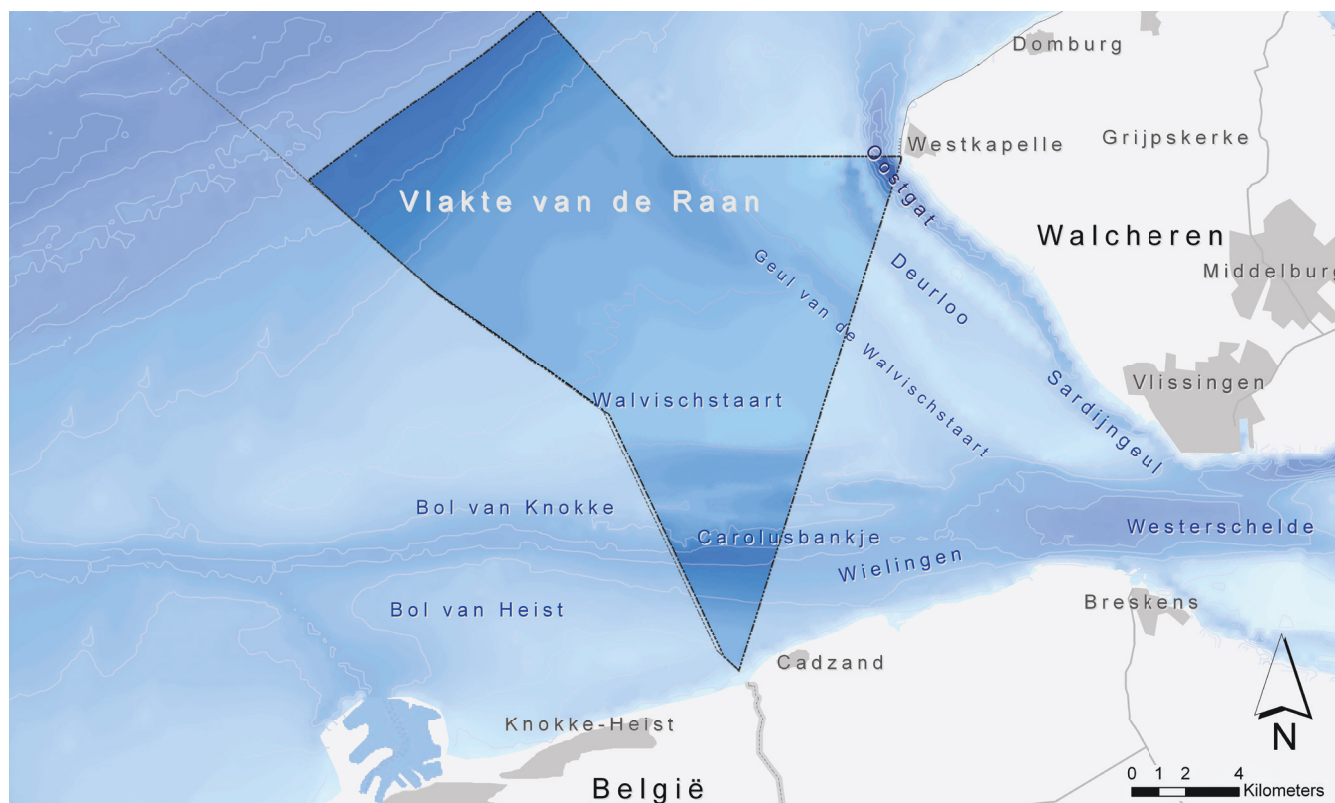 Domburg
Grijpskerke
Westkapelle
Oostgat
Vlakte van de Raan
Walcheren
Middelburg
Geul van de Walvischstaart
Deurloo
Sardijngeul
Vlissingen
Walvischstaart
Bol van Knokke
Carolusbankje
Westerschelde
Wielingen
Bol van Heist
Breskens
Cadzand
Knokke-Heist
N
België
0 1 2 4
Kilometers